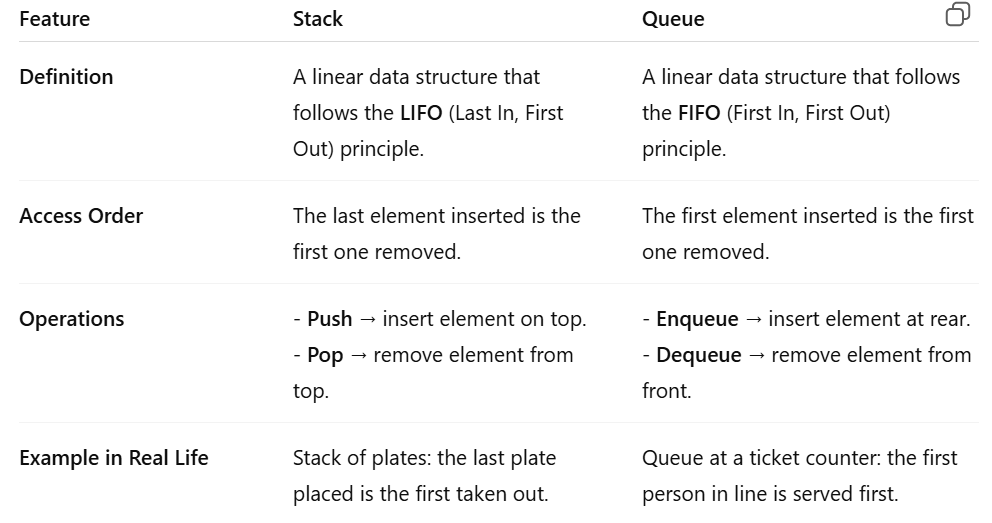 Feature Stack Queue
Definition A linear data structure that A linear data structure that follows
follows the LIFO (Last In, First the FIFO (First In, First Out)
Out) principle. principle.
Access Order The last element inserted is the The first element inserted is the first
first one removed. one removed.
Operations - Push → insert element on top. - Enqueue → insert element at rear.
- Pop → remove element from - Dequeue → remove element from
top. front.
Example in Real Life Stack of plates: the last plate Queue at a ticket counter: the first
placed is the first taken out. person in line is served first.